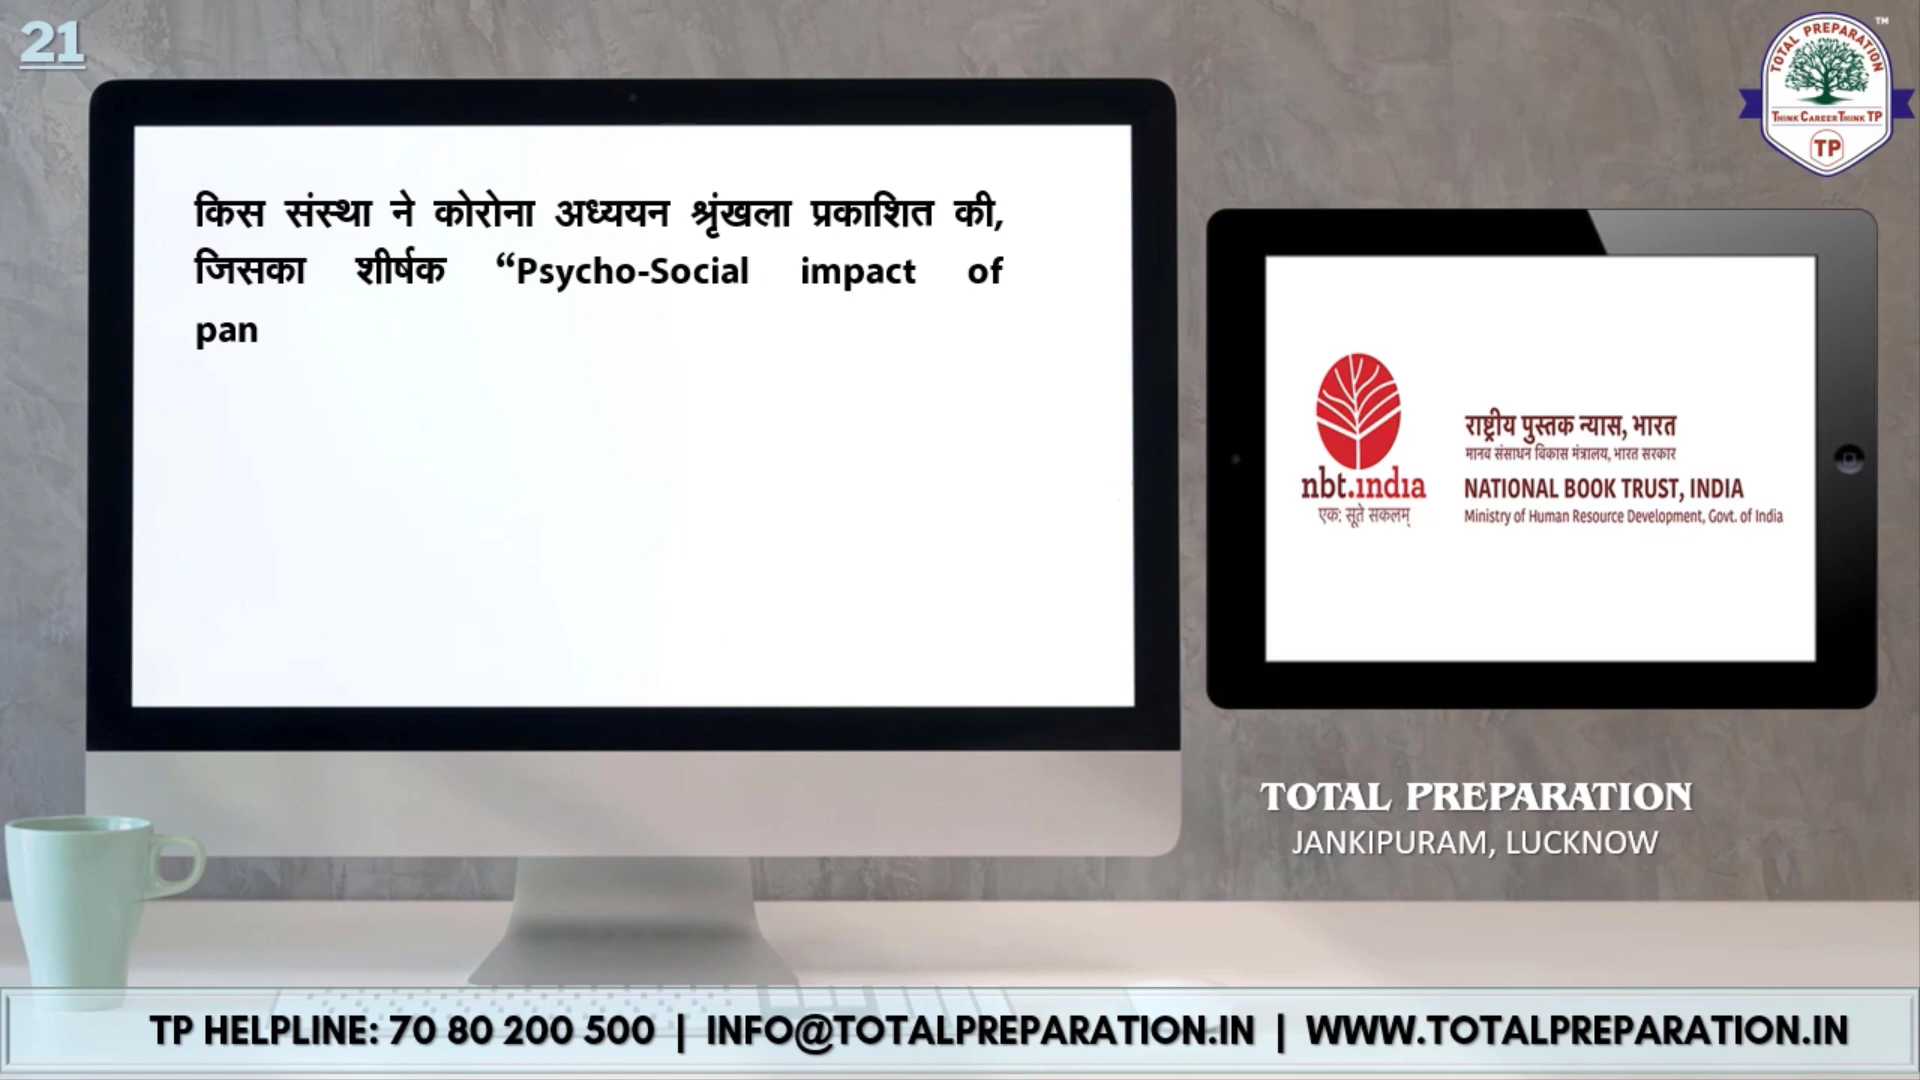 21
किस संस्था ने कोरोना अध्ययन श्रृंखला प्रकाशित की,
जिसका शीर्षक “Psycho-Social impact of
pan
TOTAL PREPARATION
TM
THINK CAREER THINK TP
TP
nbt.india
एक: सूते सकलम्
राष्ट्रीय पुस्तक न्यास, भारत
मानव संसाधन विकास मंत्रालय, भारत सरकार
NATIONAL BOOK TRUST, INDIA
Ministry of Human Resource Development, Govt. of India
TOTAL PREPARATION
JANKIPURAM, LUCKNOW
TP HELPLINE: 70 80 200 500 | INFO@TOTALPREPARATION.IN | WWW.TOTALPREPARATION.IN